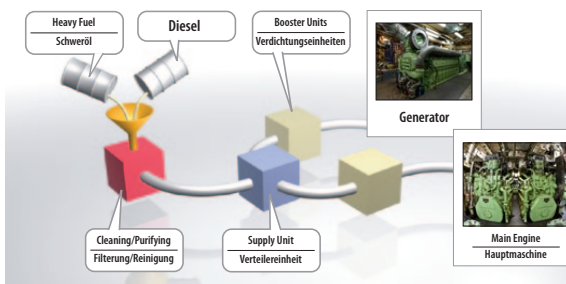 Heavy Fuel
Schweröl
Diesel
Booster Units
Verdichtungseinheiten
Generator
Main Engine
Hauptmaschine
Cleaning/Purifying
Filterung/Reinigung
Supply Unit
Verteilereinheit